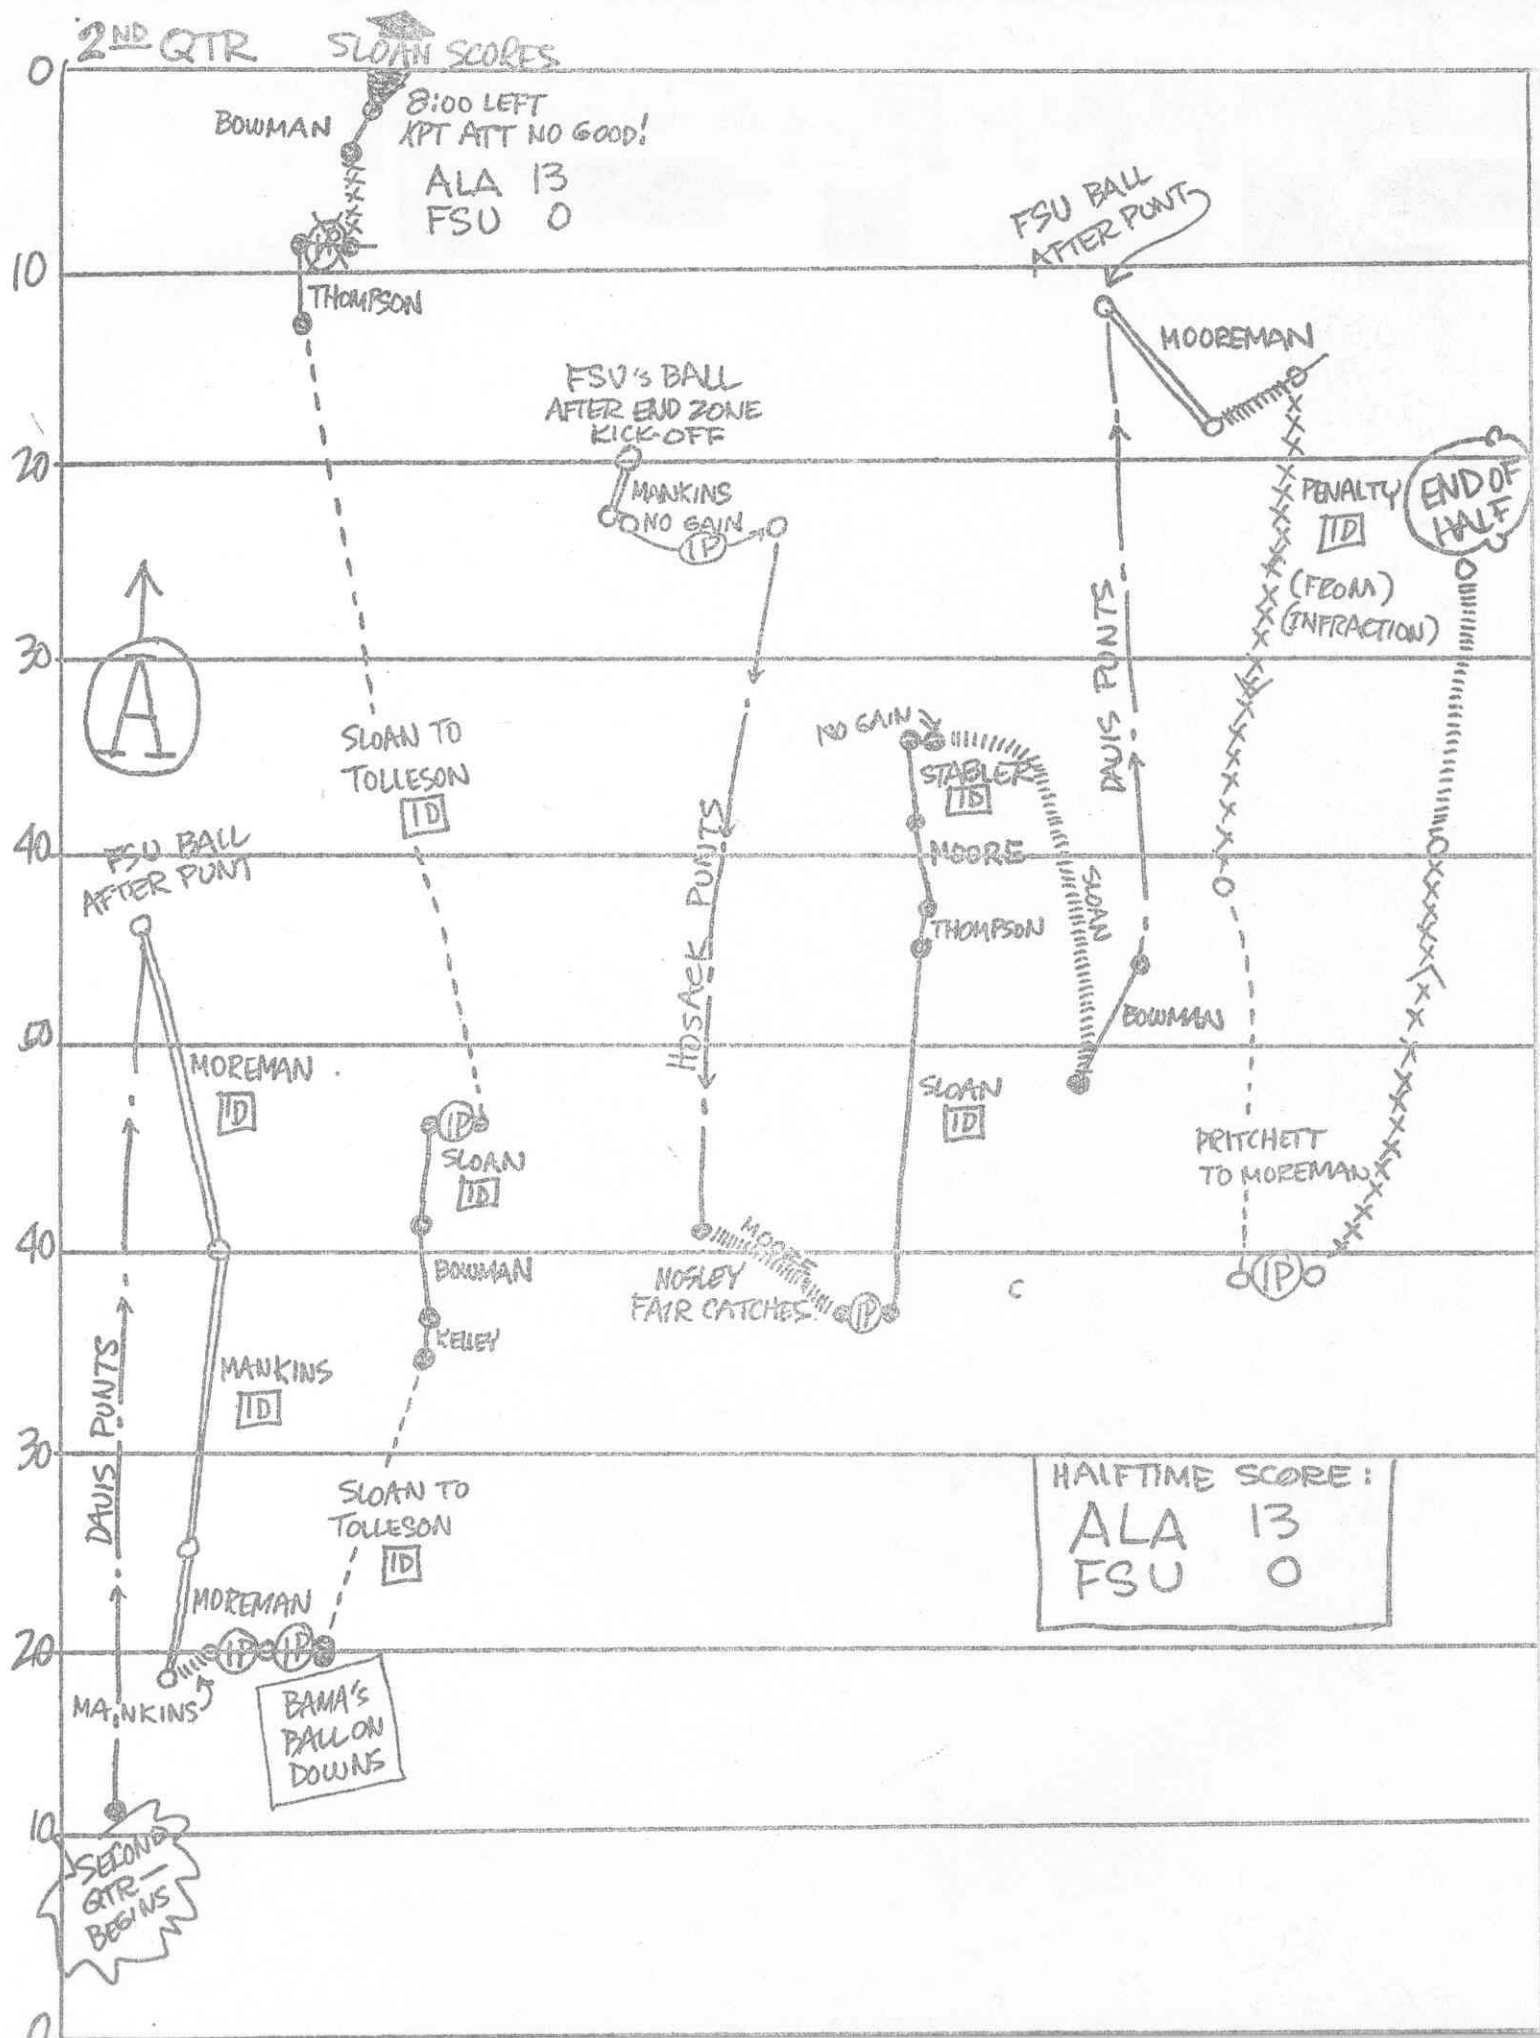 2ND QTR
SLOAN SCORES
0
BOWMAN
8:00 LEFT
XPT ATT NO GOOD!
ALA 13
FSU 0
10
THOMPSON
FSU BALL
AFTER PUNT
MOOREMAN
FSU'S BALL
AFTER END ZONE
KICK-OFF
20
MANKINS
NO GAIN
IP
PENALTY
1D
(FROM)
(INFRACTION)
END OF
HALF
30
A
SLOAN TO
TOLLESON
1D
NO GAIN
STABLER
1D
DAVIS PUNTS
40
FSU BALL
AFTER PUNT
HOSACK PUNTS
MOORE
THOMPSON
SLOAN
BOWMAN
50
MOREMAN
1D
SLOAN
1D
IP
SLOAN
1D
PRITCHETT
TO MOREMAN
40
BOWMAN
KELLEY
MOORE
NOSLEY
FAIR CATCHES
IP
C
IP
DAVIS PUNTS
MANKINS
1D
30
SLOAN TO
TOLLESON
1D
HALFTIME SCORE:
ALA 13
FSU 0
MOREMAN
20
IP IP
MANKINS
BAMA'S
BALL ON
DOWNS
10
SECOND
QTR
BEGINS
0